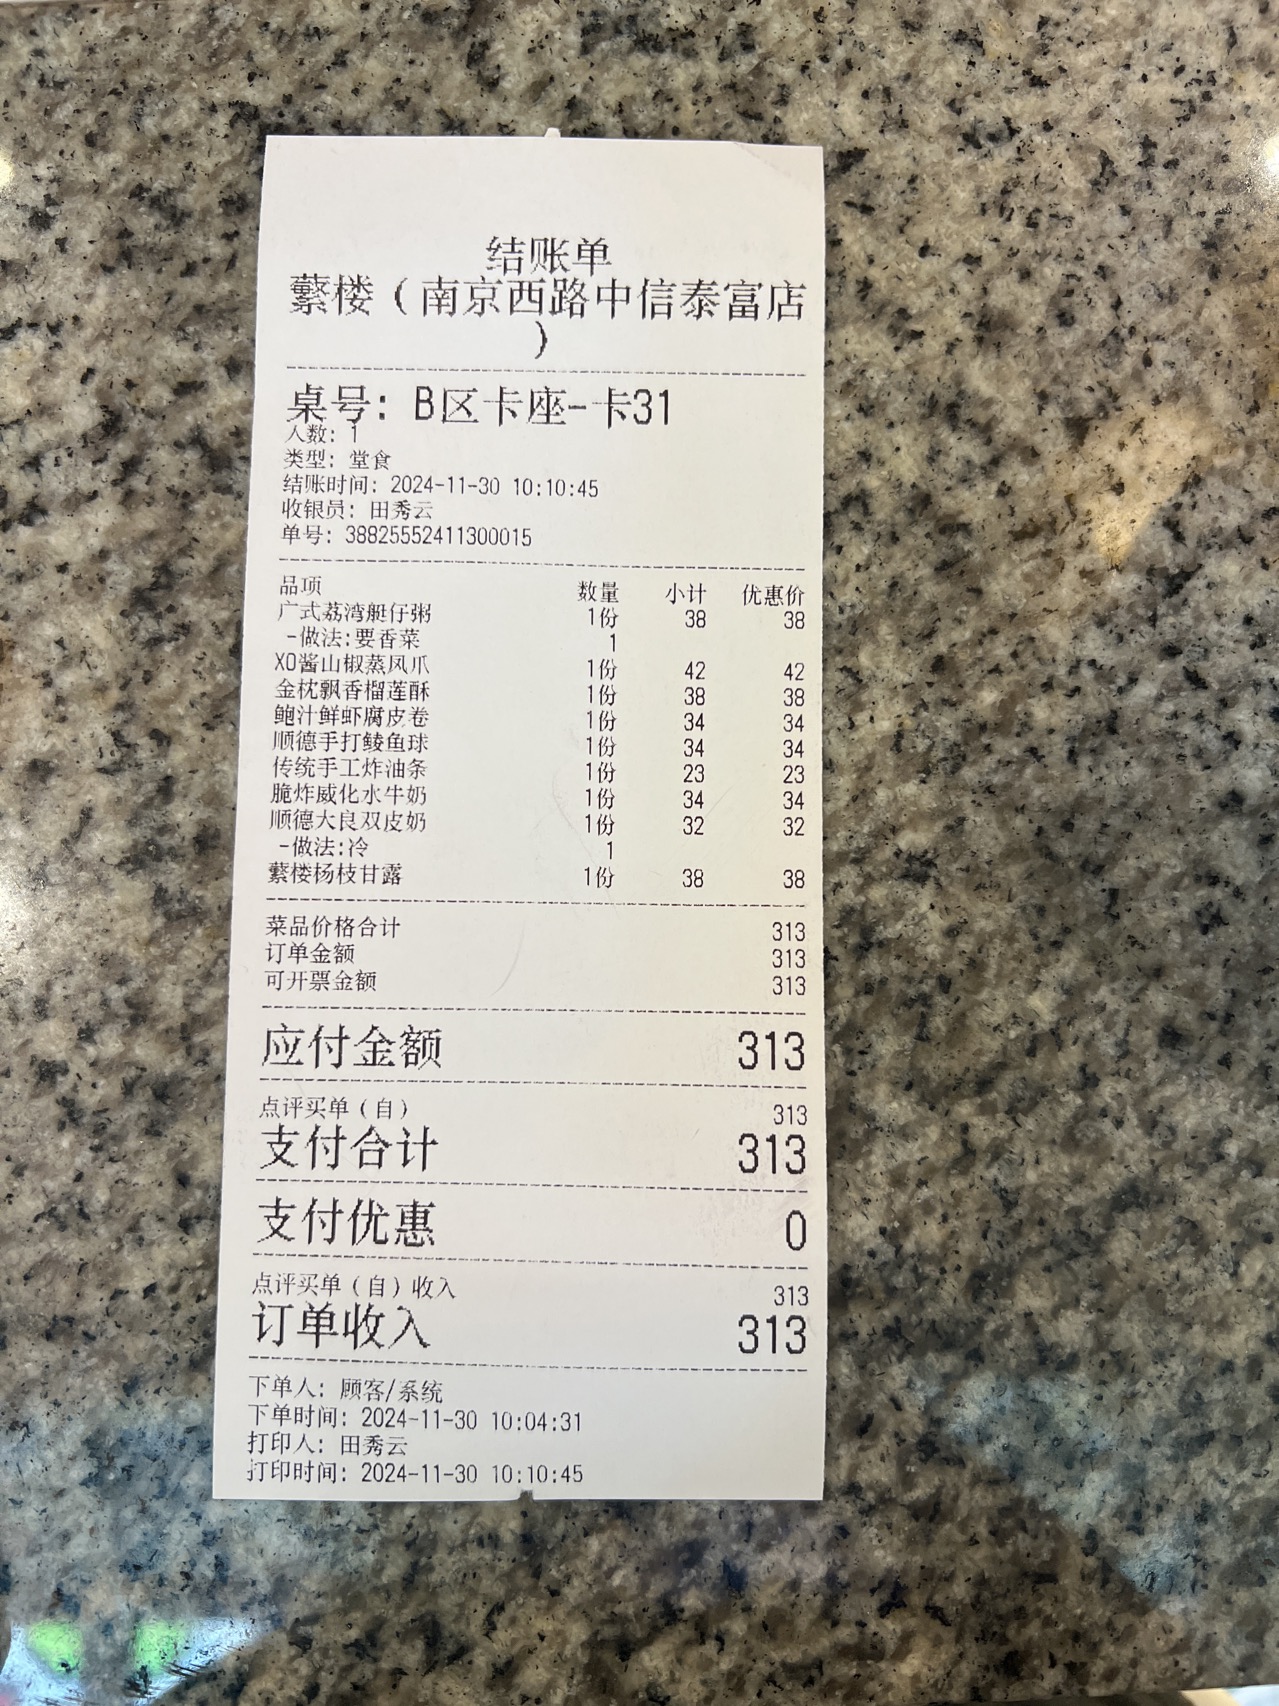 结账单
蘩楼（南京西路中信泰富店
）
桌号: B区卡座-卡31
人数: 1
类型: 堂食
结账时间: 2024-11-30 10:10:45
收银员: 田秀云
单号: 38825552411300015
品项 数量 小计 优惠价
广式荔湾艇仔粥 1份 38 38
-做法:要香菜 1
XO酱山椒蒸凤爪 1份 42 42
金枕飘香榴莲酥 1份 38 38
鲍汁鲜虾腐皮卷 1份 34 34
顺德手打鲮鱼球 1份 34 34
传统手工炸油条 1份 23 23
脆炸威化水牛奶 1份 34 34
顺德大良双皮奶 1份 32 32
-做法:冷 1
蘩楼杨枝甘露 1份 38 38
菜品价格合计 313
订单金额 313
可开票金额 313
应付金额 313
点评买单（自） 313
支付合计 313
支付优惠 0
点评买单（自）收入 313
订单收入 313
下单人: 顾客/系统
下单时间: 2024-11-30 10:04:31
打印人: 田秀云
打印时间: 2024-11-30 10:10:45